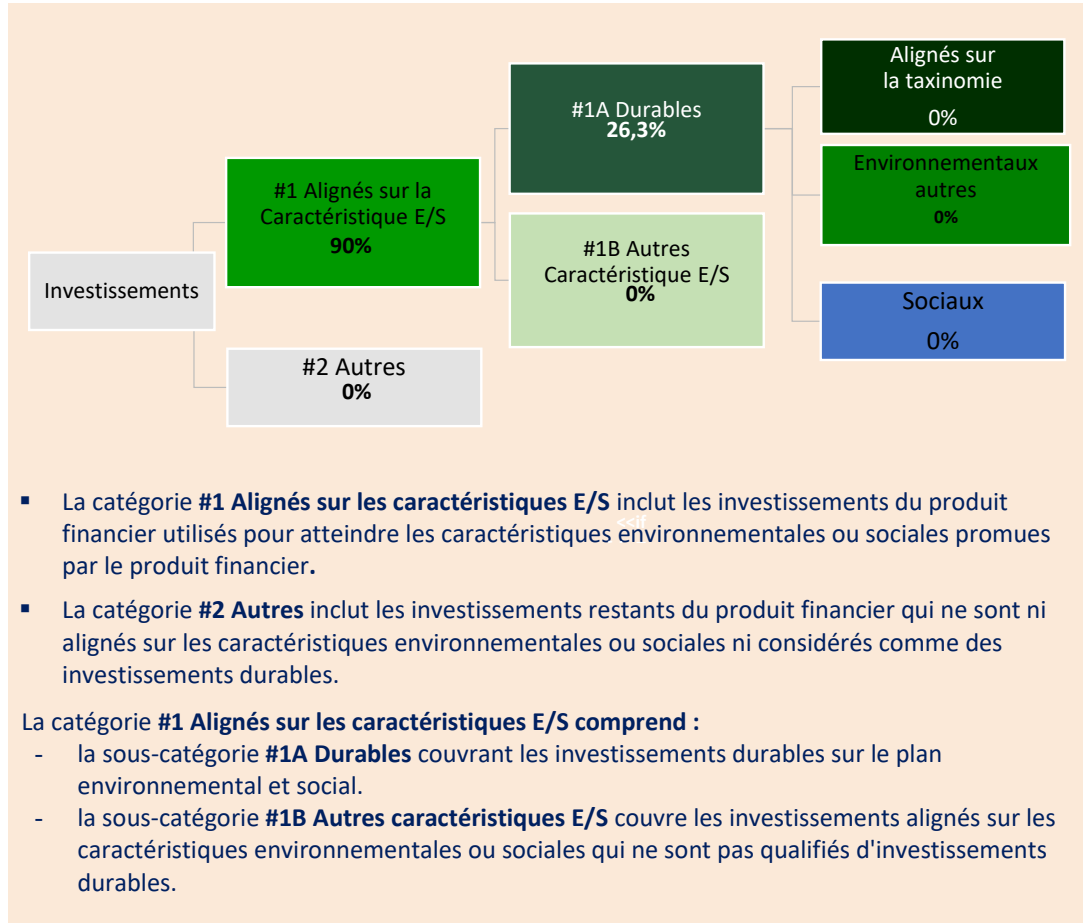 Investissements
#1 Alignés sur la
Caractéristique E/S
90%
#2 Autres
0%
#1A Durables
26,3%
#1B Autres
Caractéristique E/S
0%
Alignés sur
la taxinomie
0%
Environnementaux
autres
0%
Sociaux
0%
▪ La catégorie #1 Alignés sur les caractéristiques E/S inclut les investissements du produit
financier utilisés pour atteindre les caractéristiques environnementales ou sociales promues
par le produit financier.
<<if
▪ La catégorie #2 Autres inclut les investissements restants du produit financier qui ne sont ni
alignés sur les caractéristiques environnementales ou sociales ni considérés comme des
investissements durables.
La catégorie #1 Alignés sur les caractéristiques E/S comprend :
- la sous-catégorie #1A Durables couvrant les investissements durables sur le plan
environnemental et social.
- la sous-catégorie #1B Autres caractéristiques E/S couvre les investissements alignés sur les
caractéristiques environnementales ou sociales qui ne sont pas qualifiés d'investissements
durables.